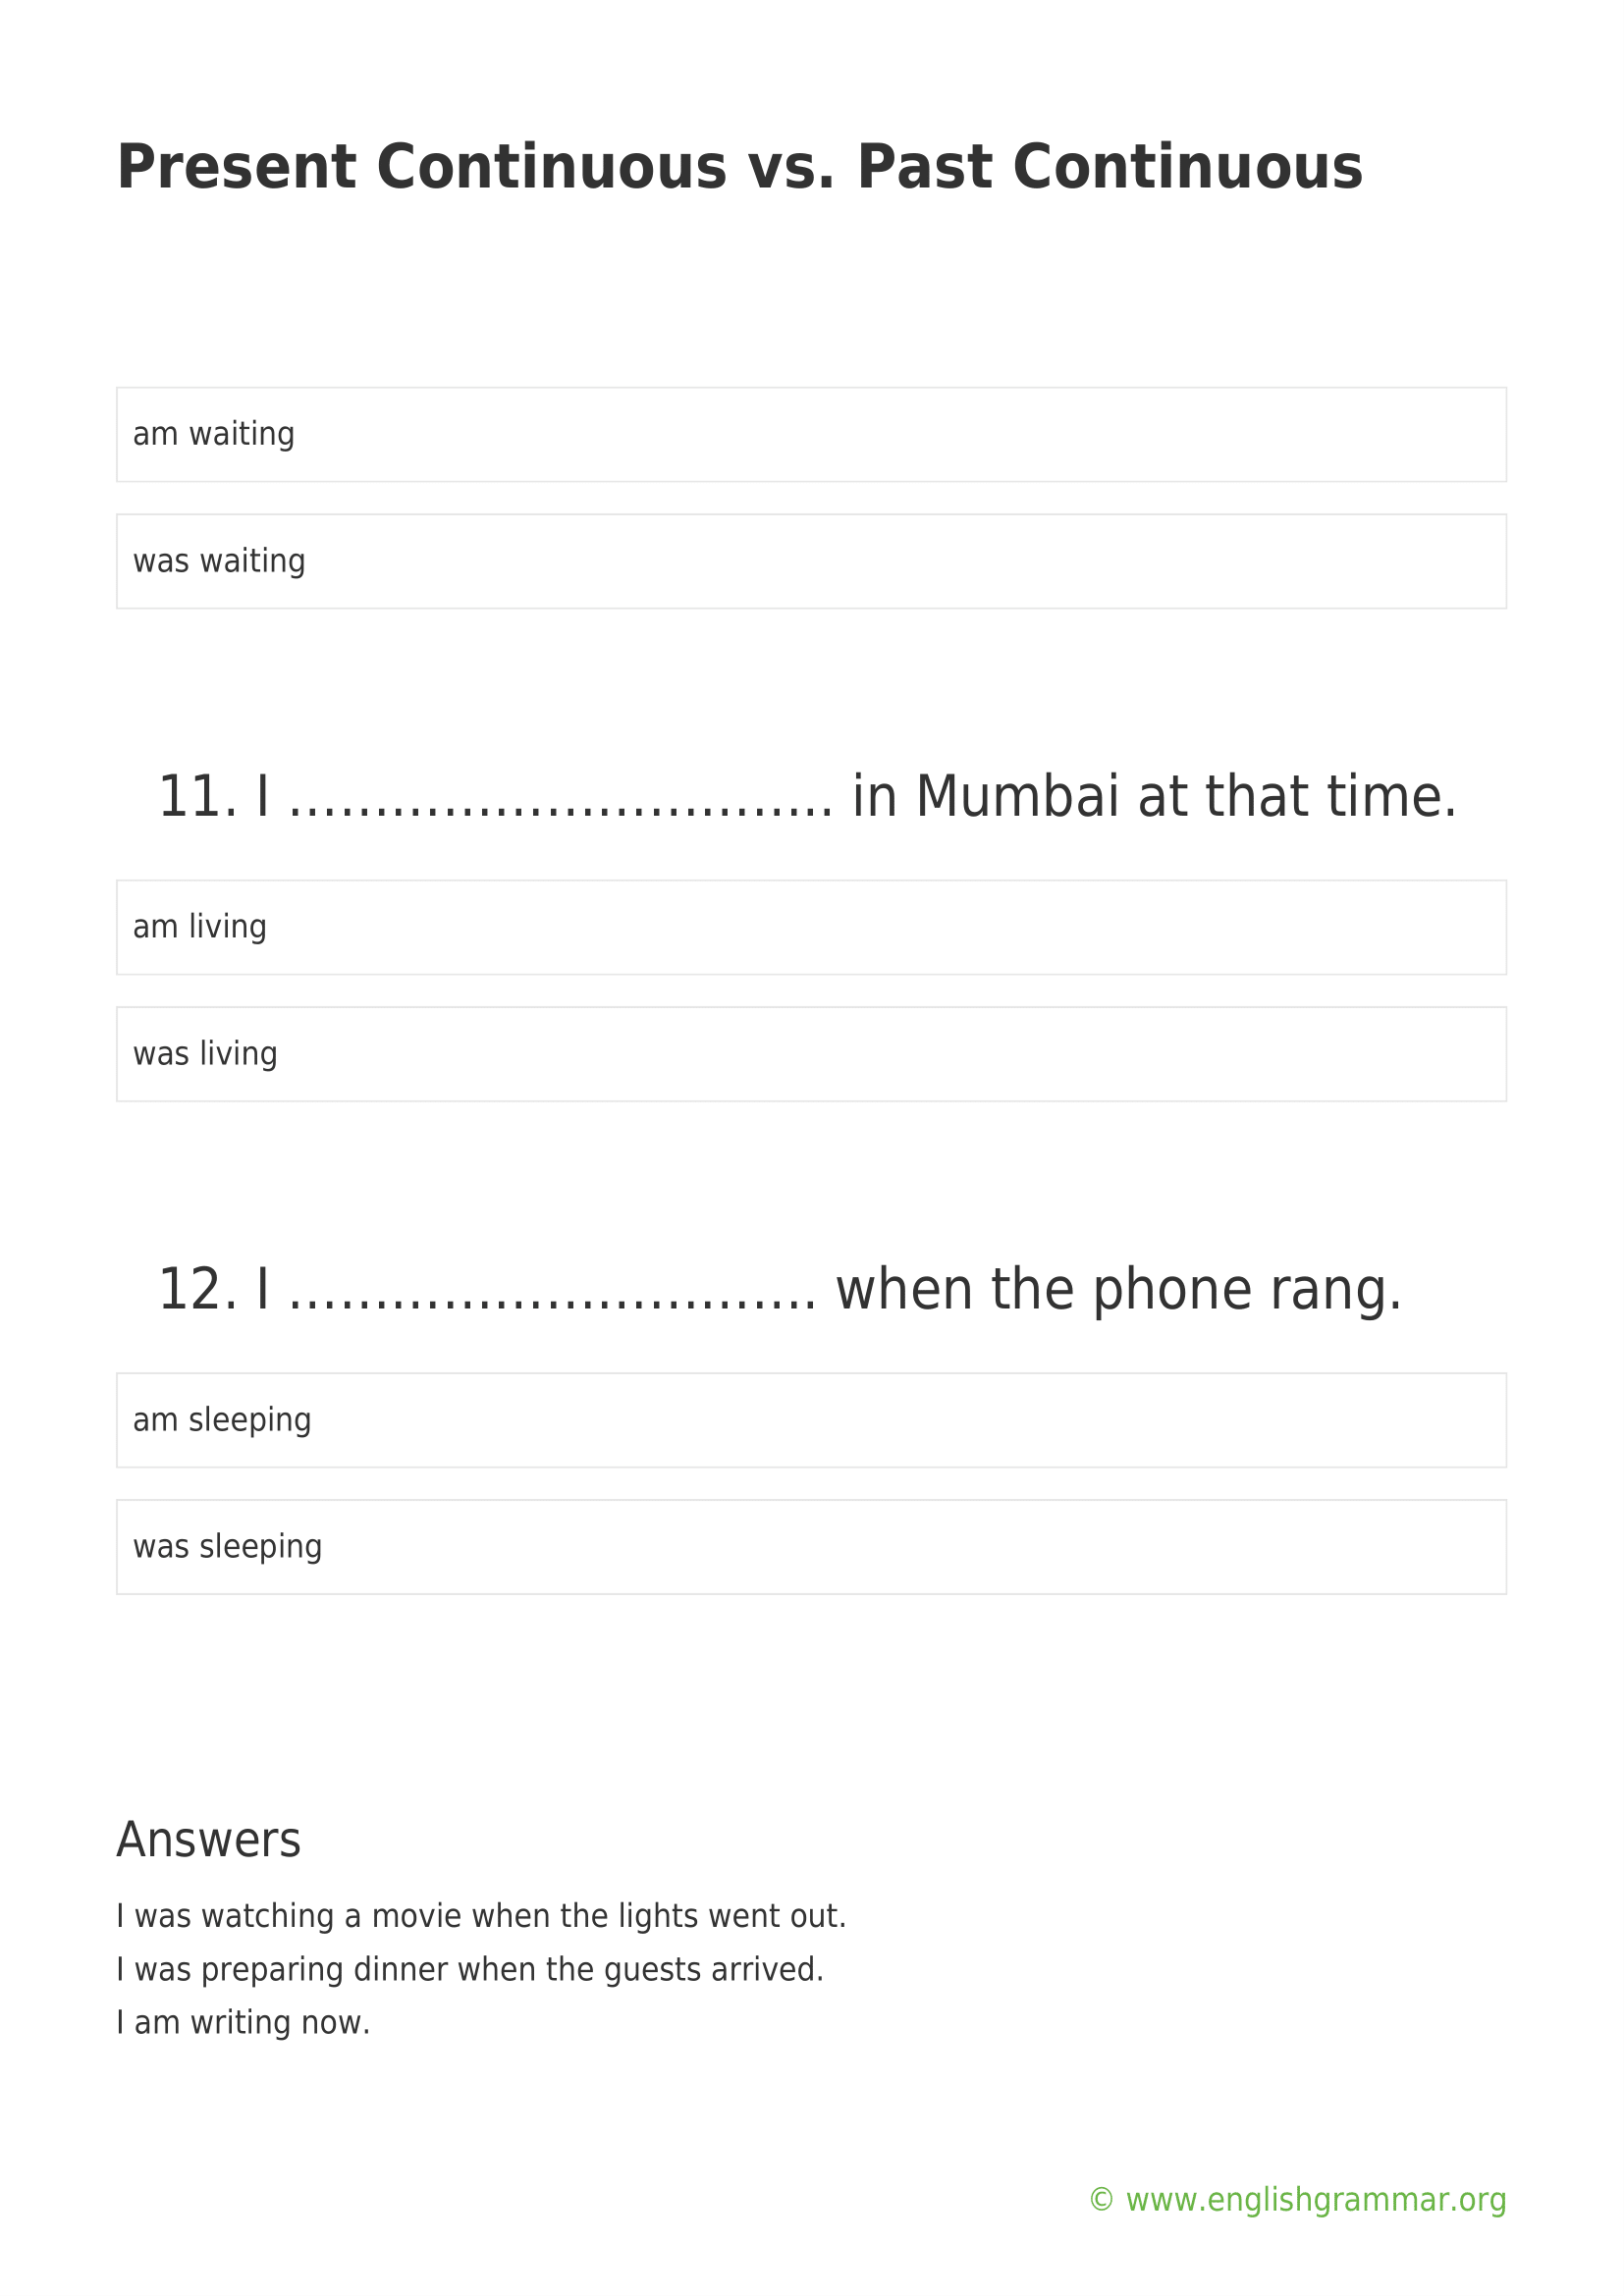 Present Continuous vs. Past Continuous
am waiting
was waiting
11. I ................................ in Mumbai at that time.
am living
was living
12. I ............................... when the phone rang.
am sleeping
was sleeping
Answers
I was watching a movie when the lights went out.
I was preparing dinner when the guests arrived.
I am writing now.
© www.englishgrammar.org